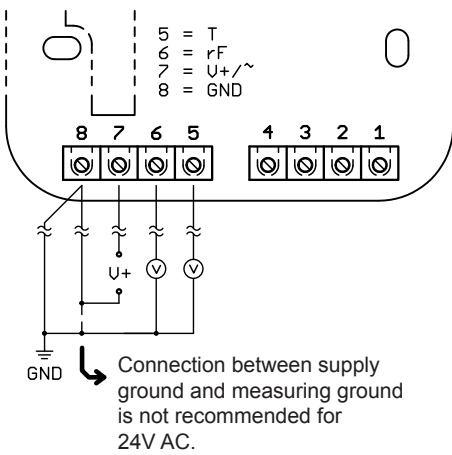 5 = T
6 = rF
7 = V+/~
8 = GND
8 7 6 5 4 3 2 1
V+
V V
GND
Connection between supply
ground and measuring ground
is not recommended for
24V AC.